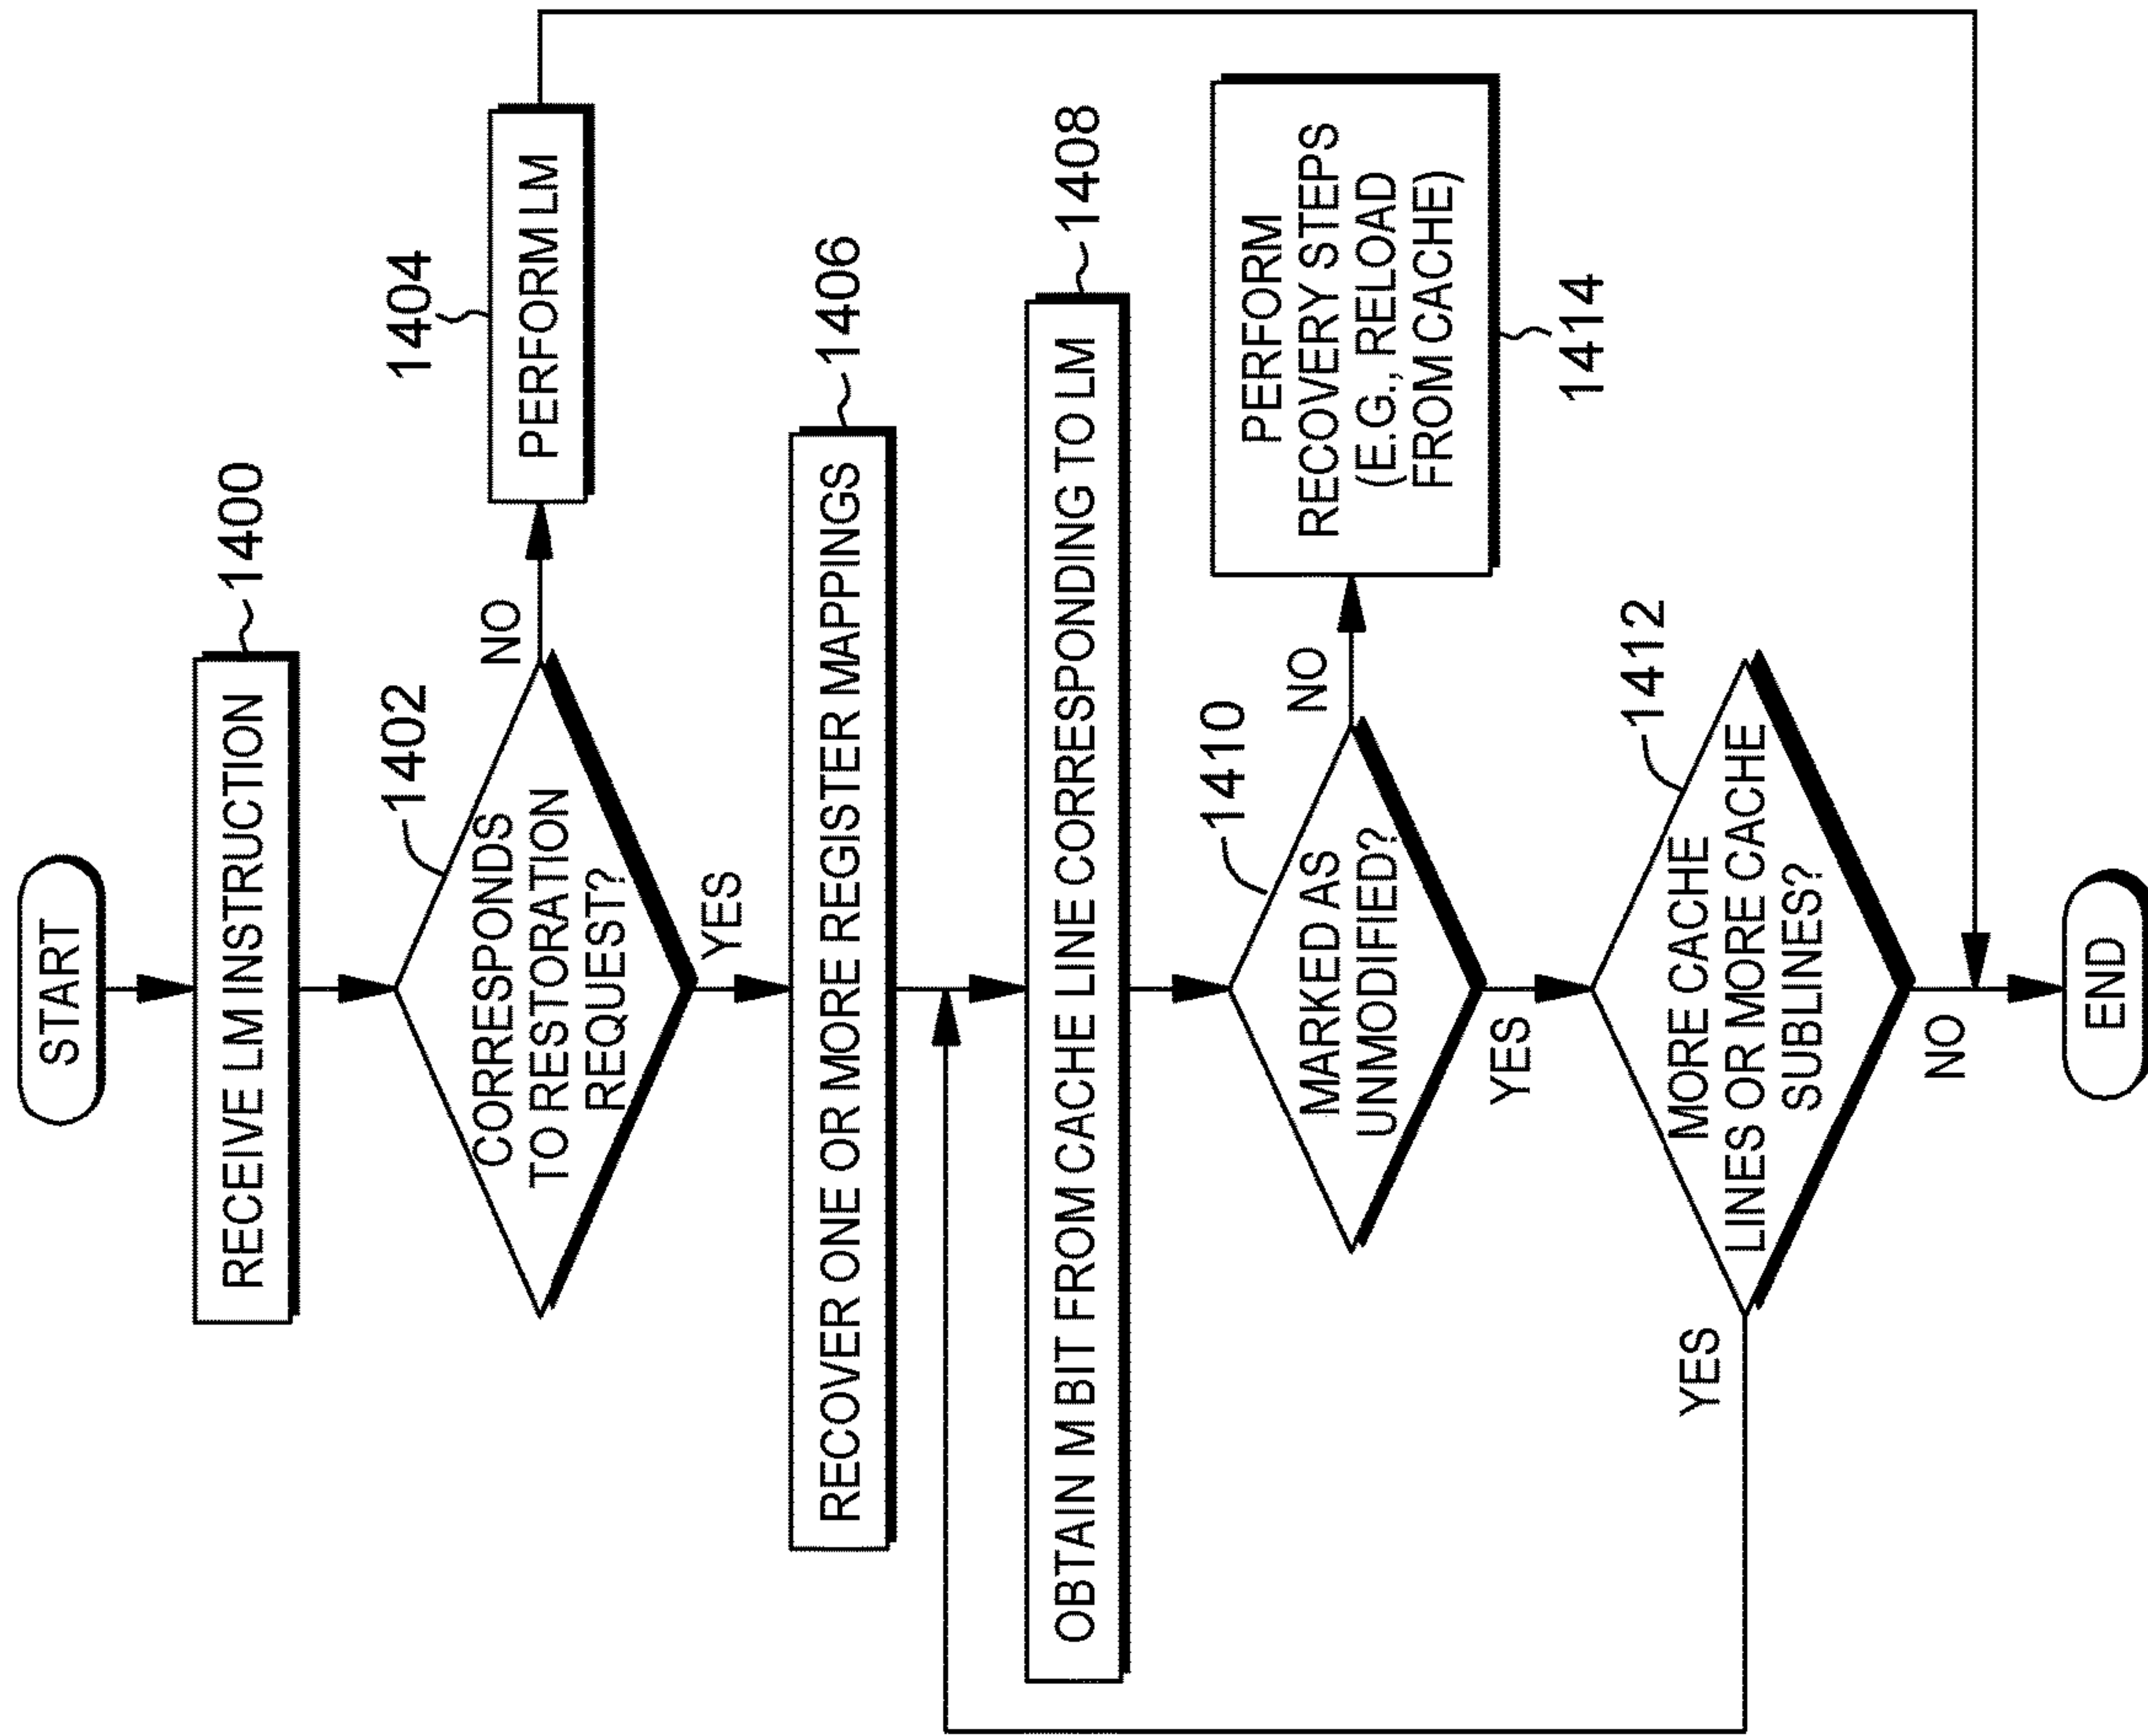 START
RECEIVE LM INSTRUCTION
1400
CORRESPONDS
TO RESTORATION
REQUEST?
1402
NO
PERFORM LM
1404
YES
RECOVER ONE OR MORE REGISTER MAPPINGS
1406
OBTAIN M BIT FROM CACHE LINE CORRESPONDING TO LM
1408
MARKED AS
UNMODIFIED?
1410
NO
PERFORM
RECOVERY STEPS
(E.G., RELOAD
FROM CACHE)
1414
YES
MORE CACHE
LINES OR MORE CACHE
SUBLINES?
1412
YES
NO
END